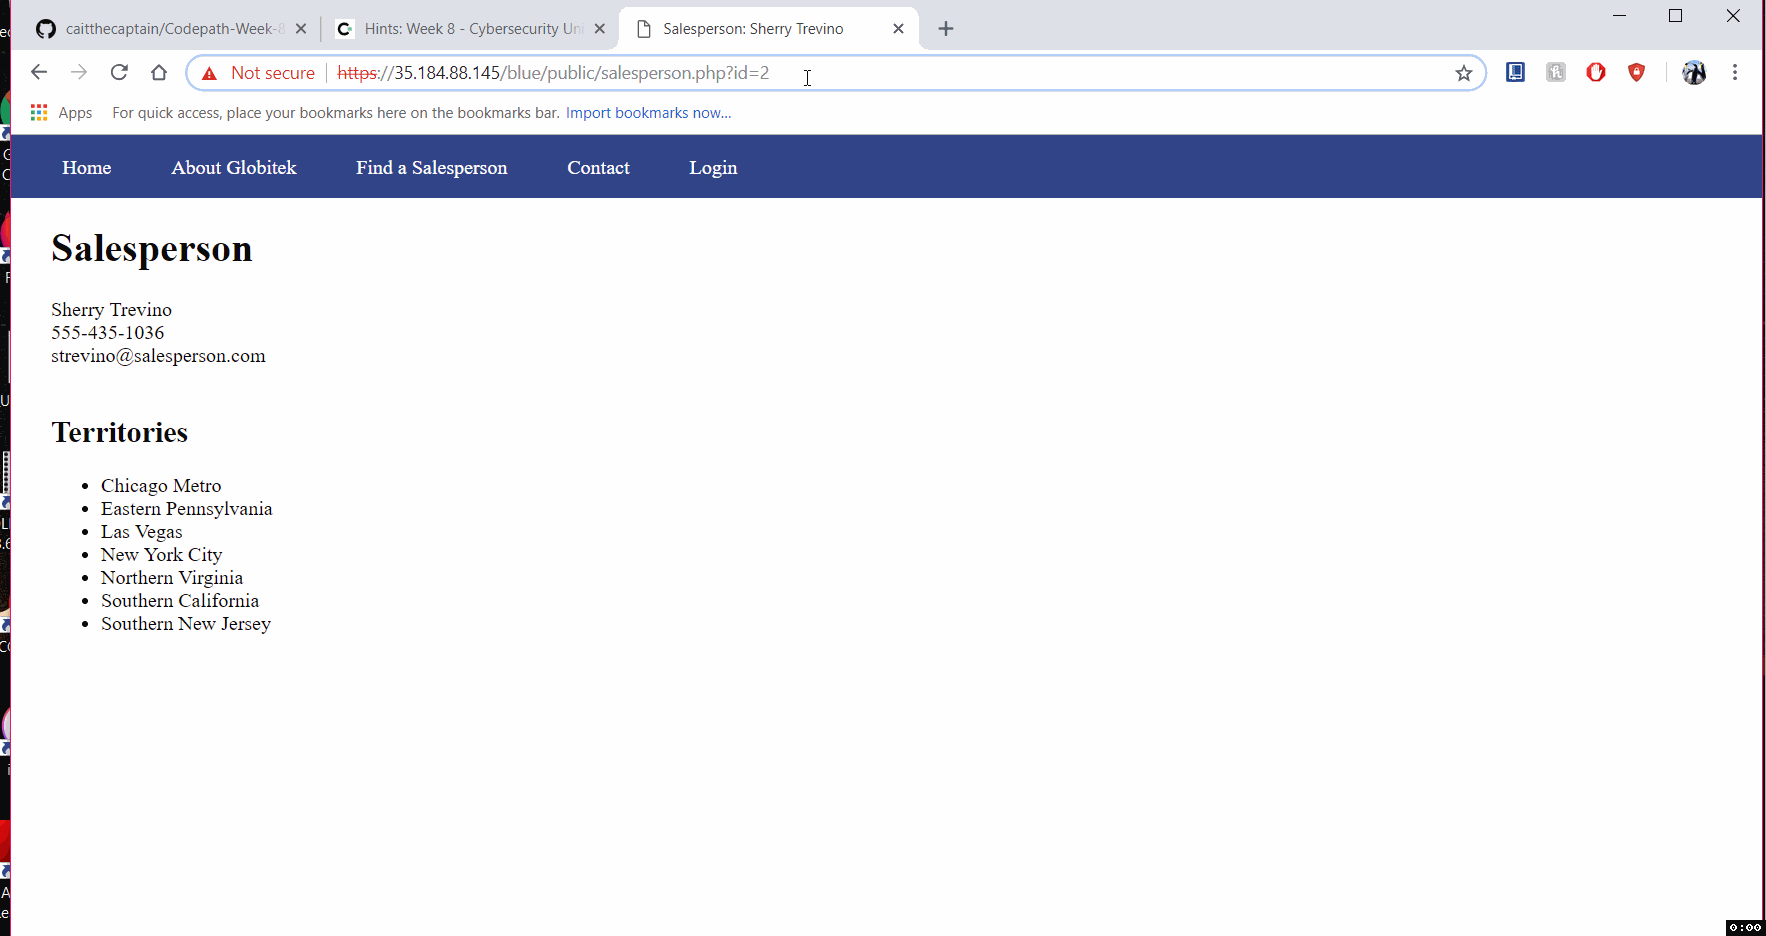 caitthecaptain/Codepath-Week-8
Hints: Week 8 - Cybersecurity Uni
Salesperson: Sherry Trevino
Not secure
https://35.184.88.145/blue/public/salesperson.php?id=2
Apps
For quick access, place your bookmarks here on the bookmarks bar. Import bookmarks now...
Home
About Globitek
Find a Salesperson
Contact
Login
Salesperson
Sherry Trevino
555-435-1036
strevino@salesperson.com
Territories
Chicago Metro
Eastern Pennsylvania
Las Vegas
New York City
Northern Virginia
Southern California
Southern New Jersey
0:00